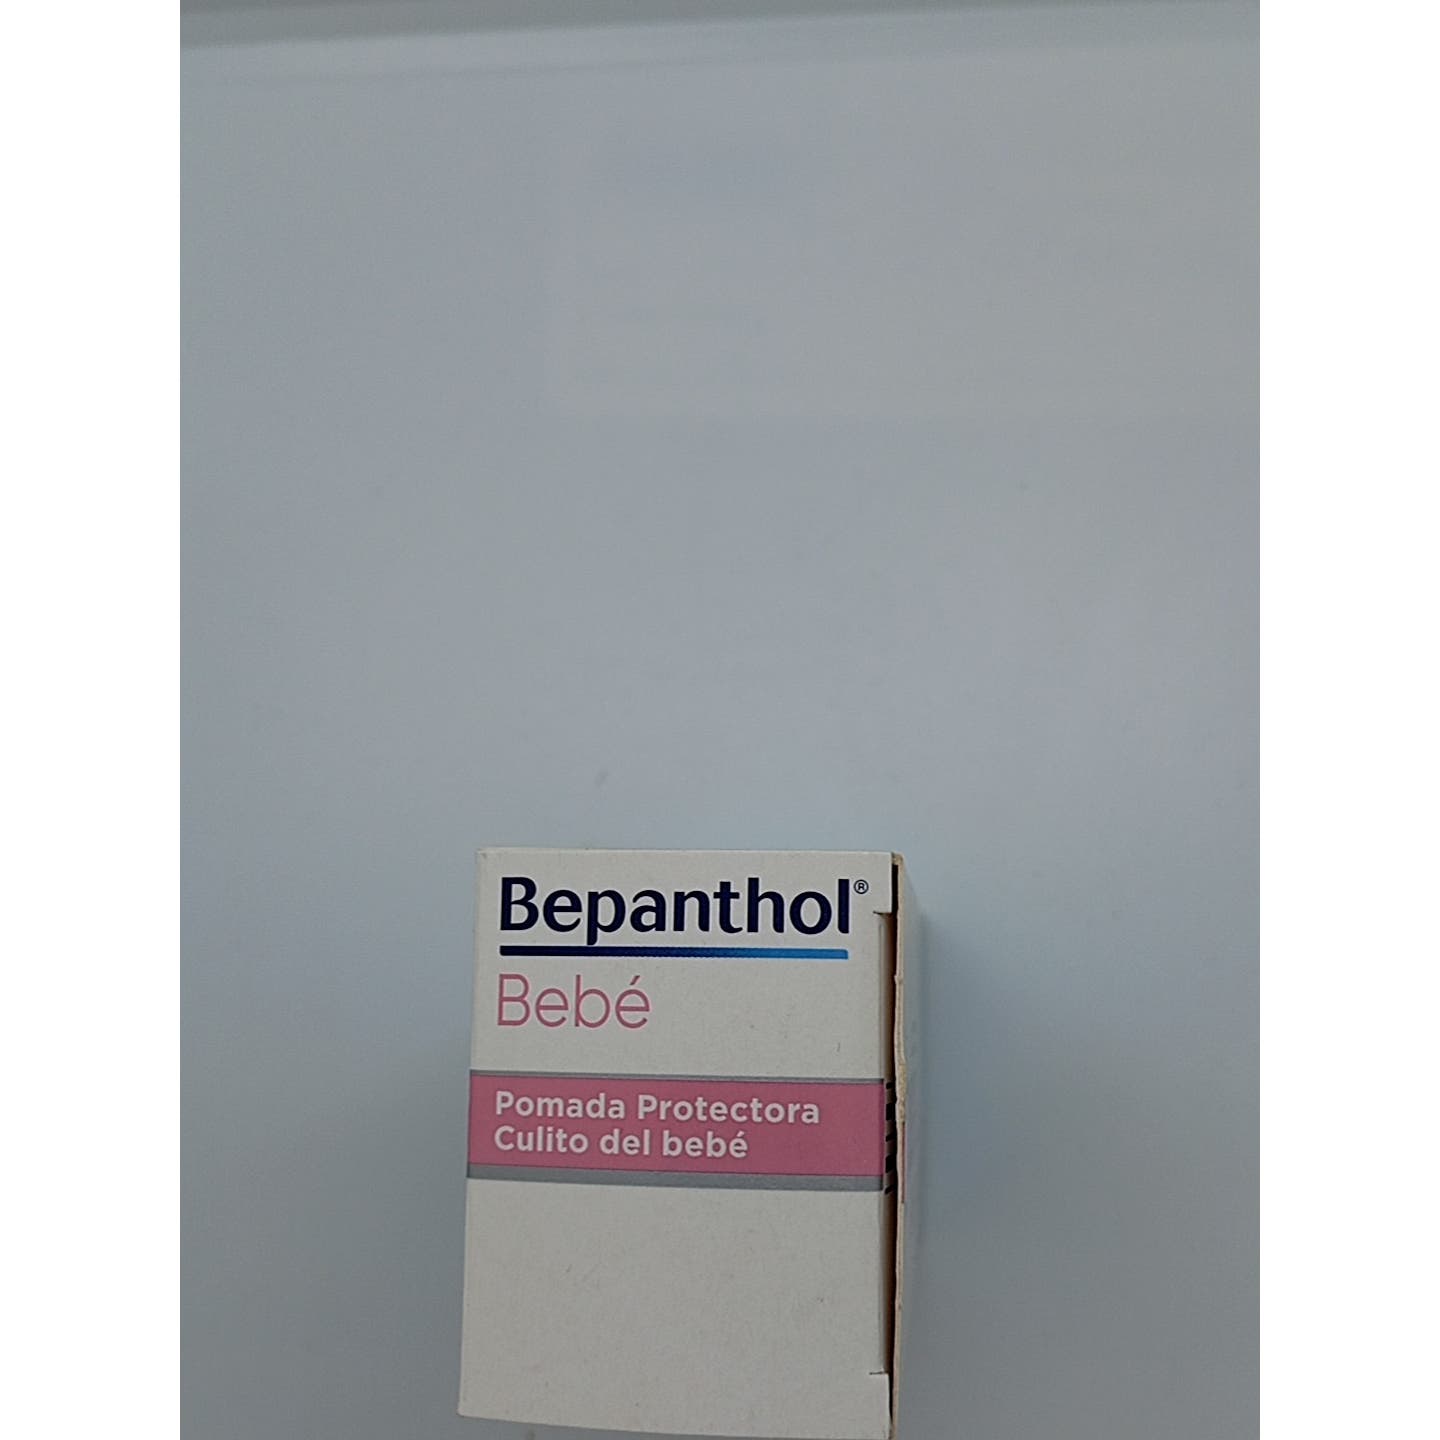 Bepanthol®
Bebé
Pomada Protectora
Culito del bebé